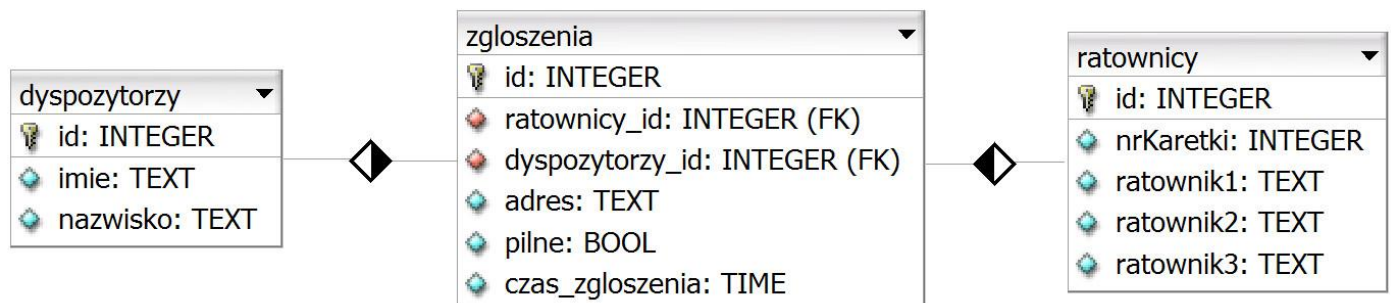 dyspozytorzy
id: INTEGER
imie: TEXT
nazwisko: TEXT
zgloszenia
id: INTEGER
ratownicy_id: INTEGER (FK)
dyspozytorzy_id: INTEGER (FK)
adres: TEXT
pilne: BOOL
czas_zgloszenia: TIME
ratownicy
id: INTEGER
nrKaretki: INTEGER
ratownik1: TEXT
ratownik2: TEXT
ratownik3: TEXT